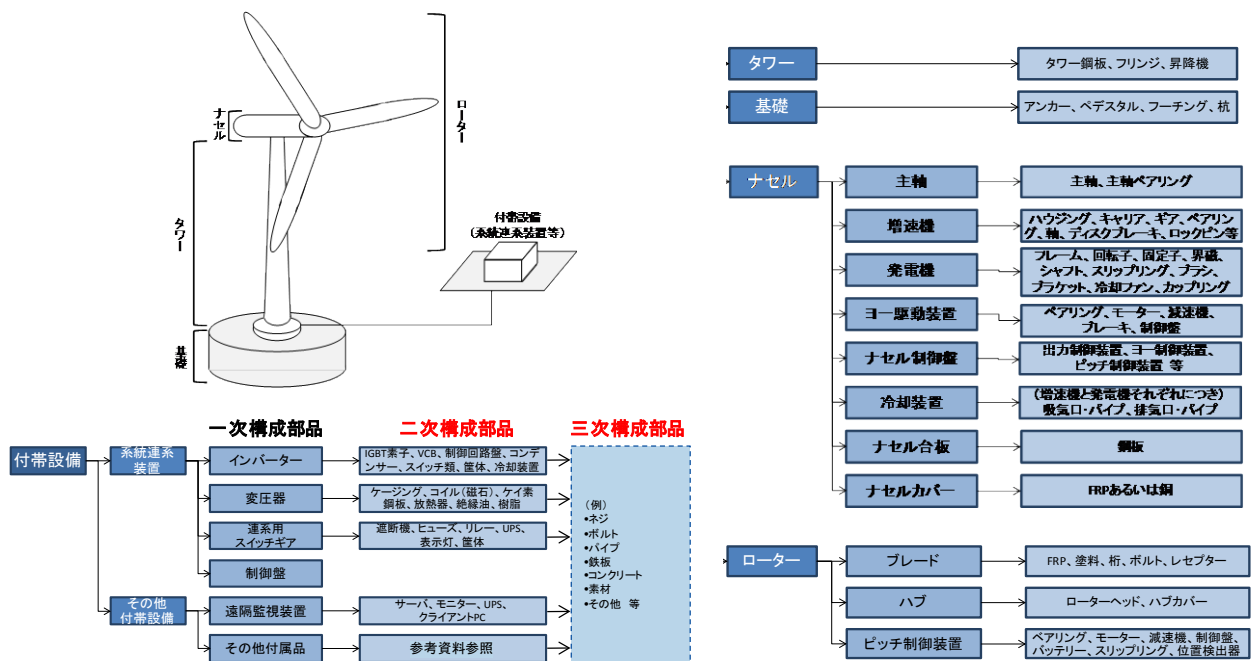 ナセル
タワー
基礎
ローター
付帯設備
(系統連系装置等)
一次構成部品
二次構成部品
三次構成部品
付帯設備
系統連系
装置
インバーター
IGBT素子、VCB、制御回路盤、コンデ
ンサー、スイッチ類、筐体、冷却装置
変圧器
ケージング、コイル(磁石)、ケイ素
鋼板、放熱器、絶縁油、樹脂
連系用
スイッチギア
遮断機、ヒューズ、リレー、UPS、
表示灯、筐体
制御盤
その他
付帯設備
遠隔監視装置
サーバ、モニター、UPS、
クライアントPC
その他付属品
参考資料参照
(例)
•ネジ
•ボルト
•パイプ
•鉄板
•コンクリート
•素材
•その他 等
タワー
タワー鋼板、フリンジ、昇降機
基礎
アンカー、ペデスタル、フーチング、杭
ナセル
主軸
主軸、主軸ベアリング
増速機
ハウジング、キャリア、ギア、ベアリン
グ、軸、ディスクブレーキ、ロックピン等
発電機
フレーム、回転子、固定子、界磁、
シャフト、スリップリング、ブラシ、
ブラケット、冷却ファン、カップリング
ヨー駆動装置
ベアリング、モーター、減速機、
ブレーキ、制御盤
ナセル制御盤
出力制御装置、ヨー制御装置、
ピッチ制御装置 等
冷却装置
(増速機と発電機それぞれにつき)
吸気口・パイプ、排気口・パイプ
ナセル台板
鋼板
ナセルカバー
FRPあるいは鋼
ローター
ブレード
FRP、塗料、桁、ボルト、レセプター
ハブ
ローターヘッド、ハブカバー
ピッチ制御装置
ベアリング、モーター、減速機、制御盤、
バッテリー、スリップリング、位置検出器